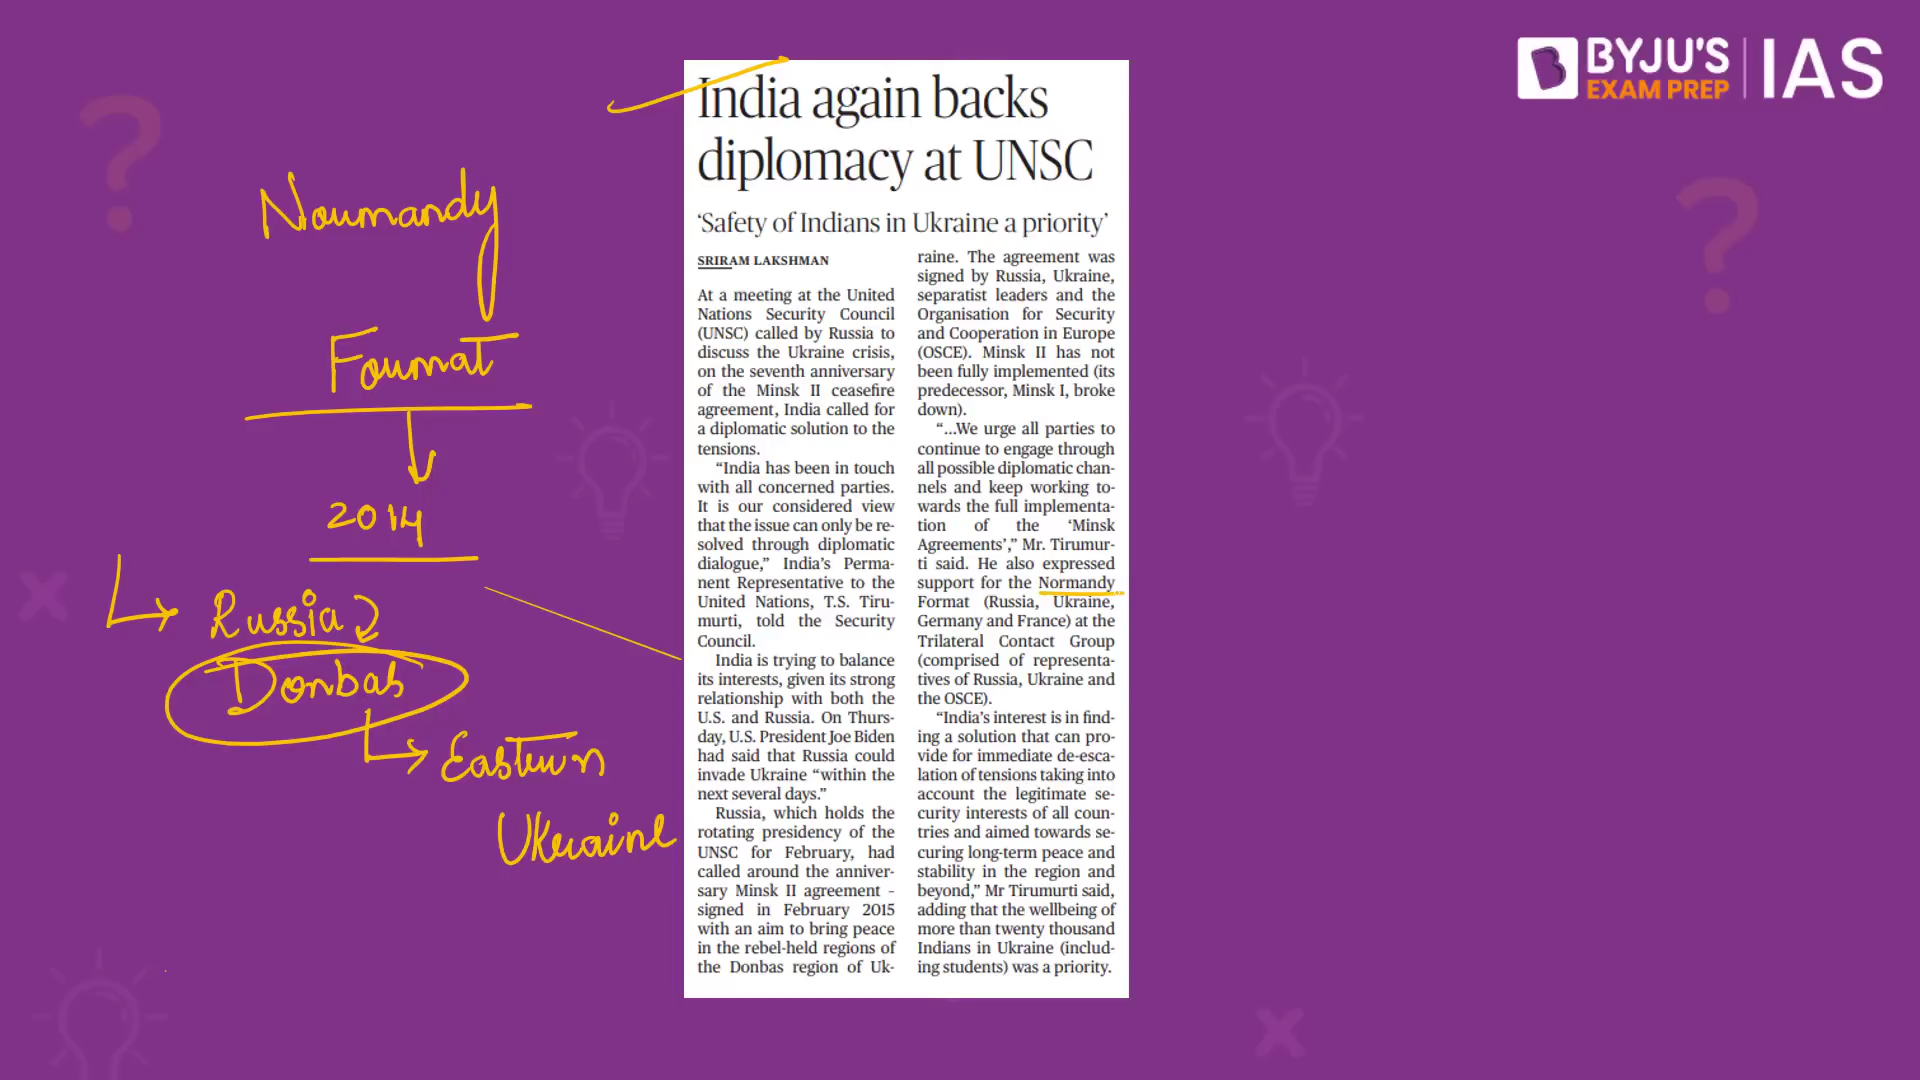 BYJU'S
EXAM PREP
IAS
Normandy
Format
2014
Russia
Donbas
Eastern
Ukraine
India again backs
diplomacy at UNSC
‘Safety of Indians in Ukraine a priority’
SRIRAM LAKSHMAN
At a meeting at the United
Nations Security Council
(UNSC) called by Russia to
discuss the Ukraine crisis,
on the seventh anniversary
of the Minsk II ceasefire
agreement, India called for
a diplomatic solution to the
tensions.
“India has been in touch
with all concerned parties.
It is our considered view
that the issue can only be re-
solved through diplomatic
dialogue,” India’s Perma-
nent Representative to the
United Nations, T.S. Tiru-
murti, told the Security
Council.
India is trying to balance
its interests, given its strong
relationship with both the
U.S. and Russia. On Thurs-
day, U.S. President Joe Biden
had said that Russia could
invade Ukraine “within the
next several days.”
Russia, which holds the
rotating presidency of the
UNSC for February, had
called around the anniver-
sary Minsk II agreement -
signed in February 2015
with an aim to bring peace
in the rebel-held regions of
the Donbas region of Uk-
raine. The agreement was
signed by Russia, Ukraine,
separatist leaders and the
Organisation for Security
and Cooperation in Europe
(OSCE). Minsk II has not
been fully implemented (its
predecessor, Minsk I, broke
down).
“...We urge all parties to
continue to engage through
all possible diplomatic chan-
nels and keep working to-
wards the full implementa-
tion of the ‘Minsk
Agreements’,” Mr. Tirumur-
ti said. He also expressed
support for the Normandy
Format (Russia, Ukraine,
Germany and France) at the
Trilateral Contact Group
(comprised of representa-
tives of Russia, Ukraine and
the OSCE).
“India’s interest is in find-
ing a solution that can pro-
vide for immediate de-esca-
lation of tensions taking into
account the legitimate se-
curity interests of all coun-
tries and aimed towards se-
curing long-term peace and
stability in the region and
beyond,” Mr Tirumurti said,
adding that the wellbeing of
more than twenty thousand
Indians in Ukraine (includ-
ing students) was a priority.